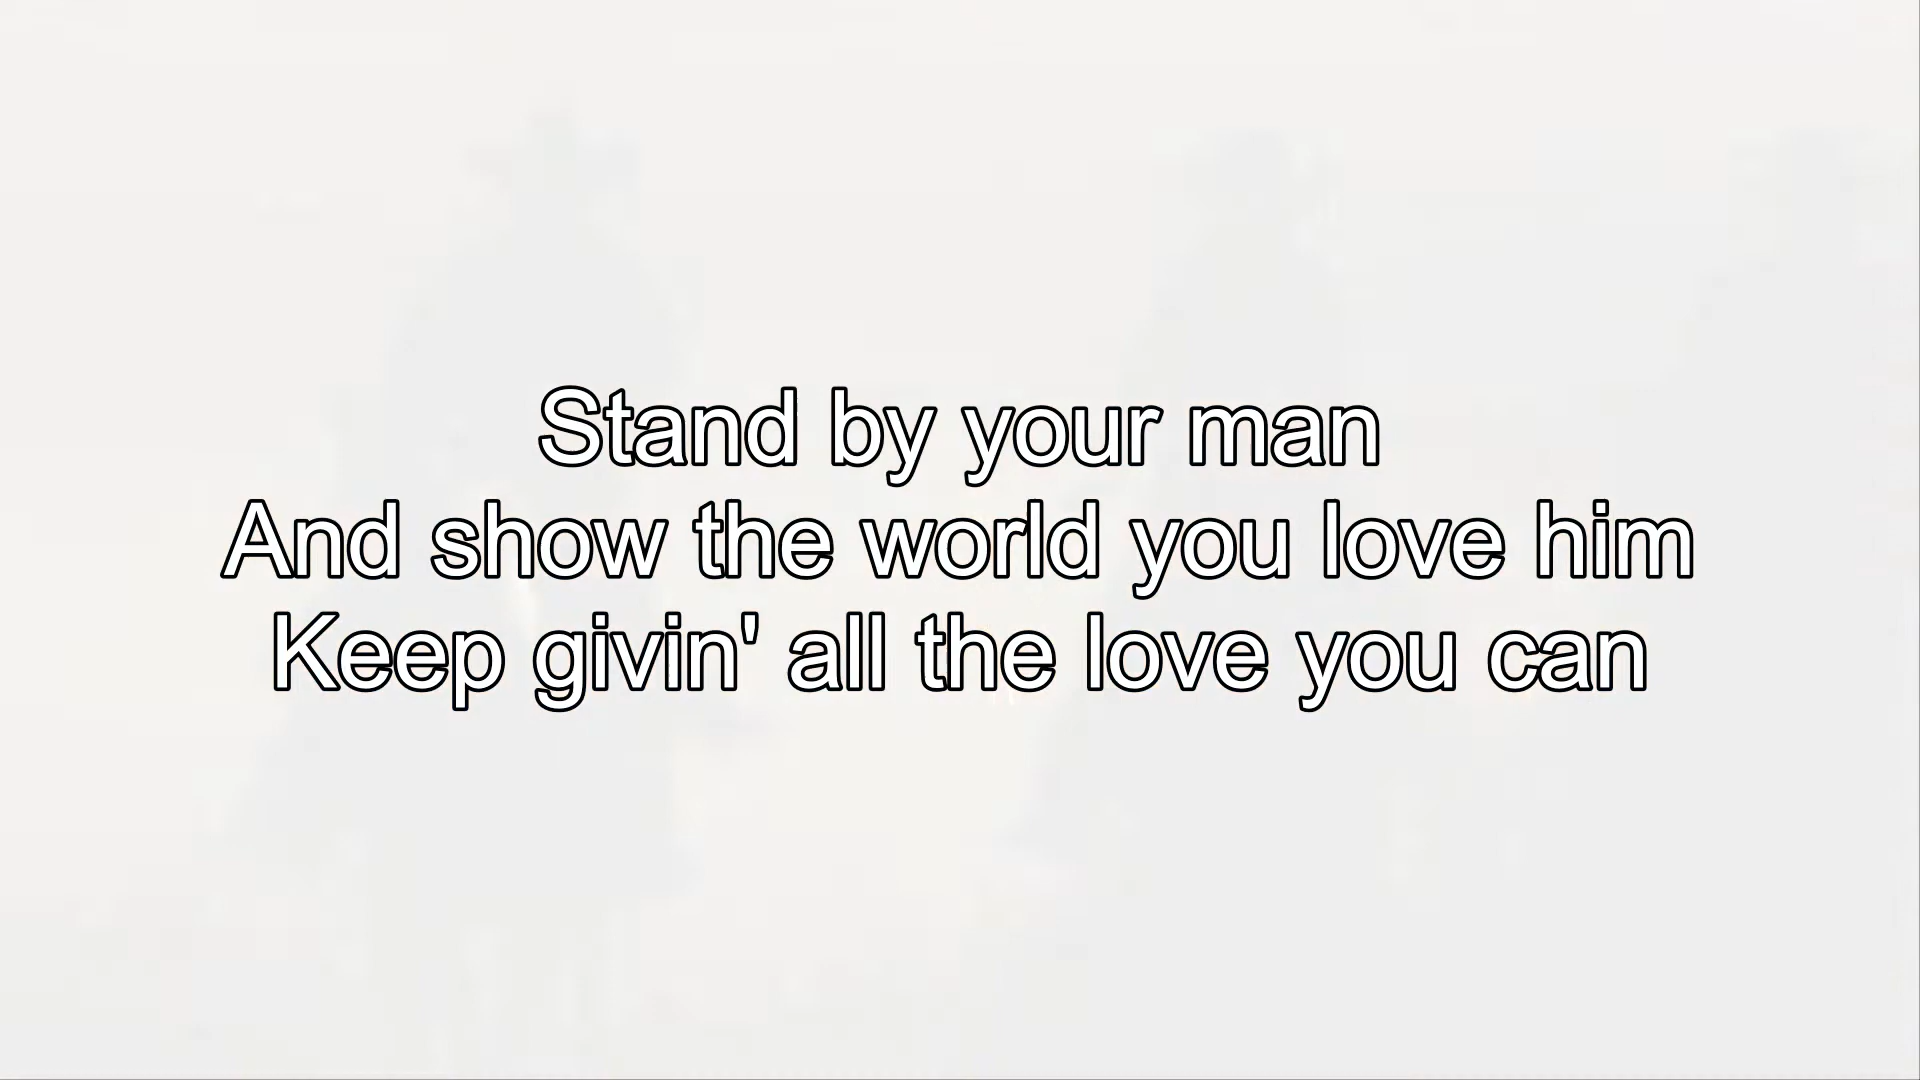 Stand by your man
And show the world you love him
Keep givin' all the love you can